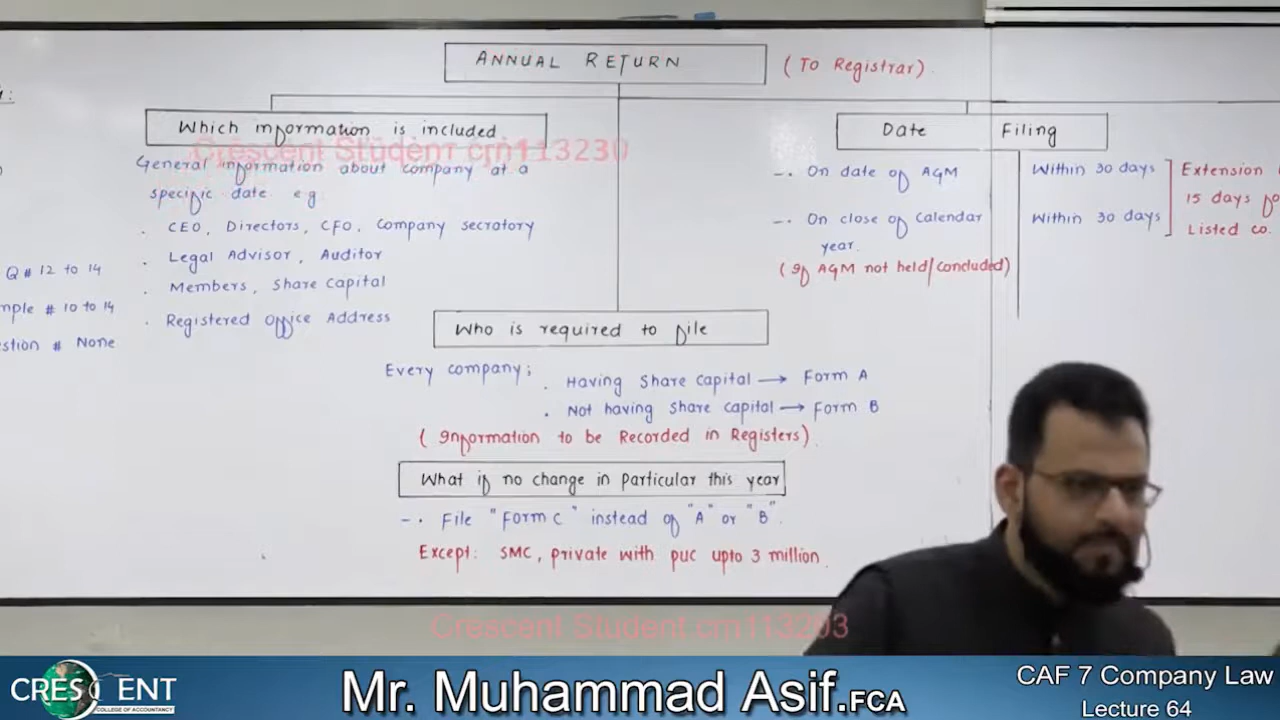 ANNUAL RETURN
(To Registrar)
Which information is included
General information about company at a
specific date e.g
. CEO, Directors, CFO, Company secratory
. Legal Advisor, Auditor
. Members, Share Capital
. Registered Office Address
Q # 12 to 14
# 10 to 14
# None
Date Filing
-. On date of AGM Within 30 days
-. On close of Calendar Within 30 days
year.
(If AGM not held/concluded)
Extension
15 days
Listed co.
Who is required to file
Every company:
. Having Share Capital → Form A
. Not having Share capital → Form B
(Information to be Recorded in Registers).
What if no change in particular this year
-. File "Form C" instead of "A" or "B".
Except: SMC, private with puc upto 3 million.
Crescent Student crn113230
Crescent Student crn113203
CRESCENT
COLLEGE OF ACCOUNTANCY
Mr. Muhammad Asif.FCA
CAF 7 Company Law
Lecture 64